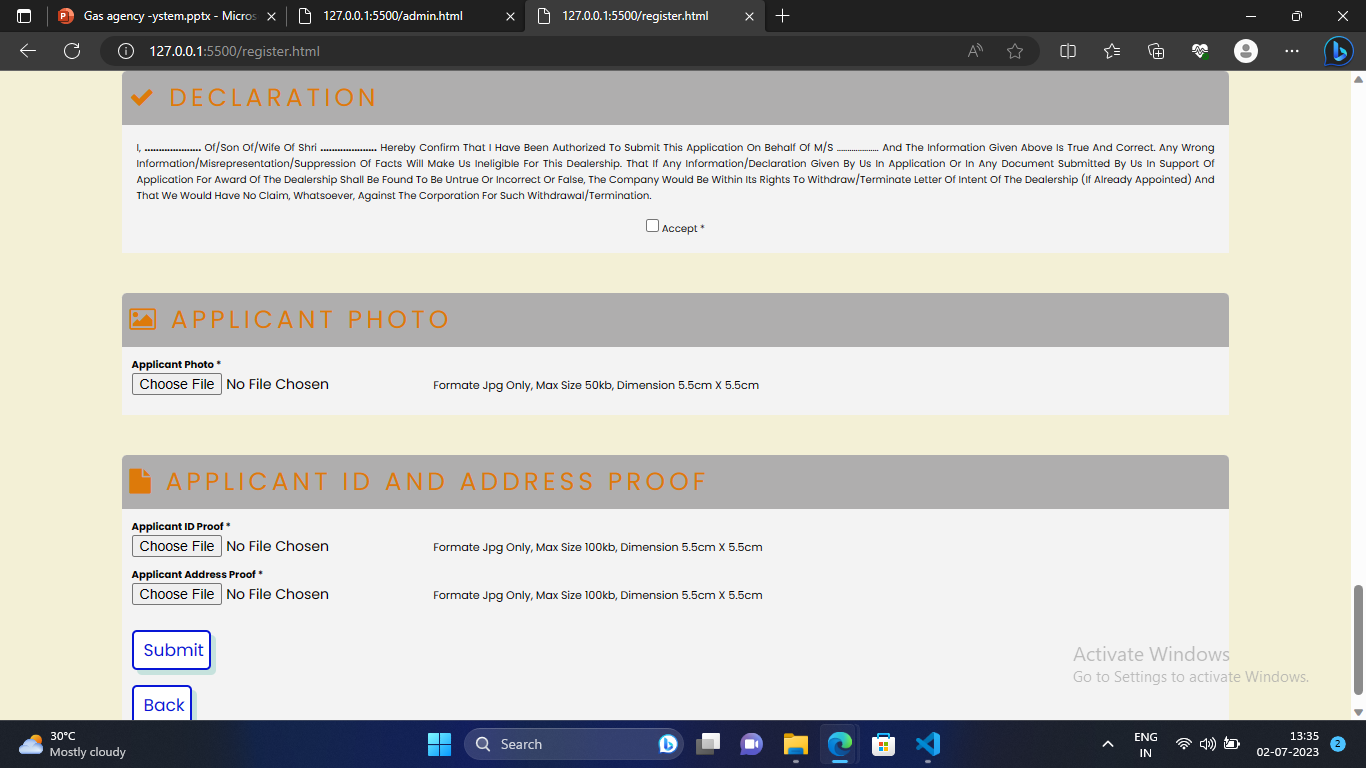 Gas agency -ystem.pptx - Micros
127.0.0.1:5500/admin.html
127.0.0.1:5500/register.html
127.0.0.1:5500/register.html
DECLARATION
I, .................... Of/Son Of/Wife Of Shri .................... Hereby Confirm That I Have Been Authorized To Submit This Application On Behalf Of M/S .................... And The Information Given Above Is True And Correct. Any Wrong
Information/Misrepresentation/Suppression Of Facts Will Make Us Ineligible For This Dealership. That If Any Information/Declaration Given By Us In Application Or In Any Document Submitted By Us In Support Of
Application For Award Of The Dealership Shall Be Found To Be Untrue Or Incorrect Or False, The Company Would Be Within Its Rights To Withdraw/Terminate Letter Of Intent Of The Dealership (If Already Appointed) And
That We Would Have No Claim, Whatsoever, Against The Corporation For Such Withdrawal/Termination.
Accept *
APPLICANT PHOTO
Applicant Photo *
Choose File No File Chosen Formate Jpg Only, Max Size 50kb, Dimension 5.5cm X 5.5cm
APPLICANT ID AND ADDRESS PROOF
Applicant ID Proof *
Choose File No File Chosen Formate Jpg Only, Max Size 100kb, Dimension 5.5cm X 5.5cm
Applicant Address Proof *
Choose File No File Chosen Formate Jpg Only, Max Size 100kb, Dimension 5.5cm X 5.5cm
Submit
Back
Activate Windows
Go to Settings to activate Windows.
30°C
Mostly cloudy
Search
ENG
IN
13:35
02-07-2023
2